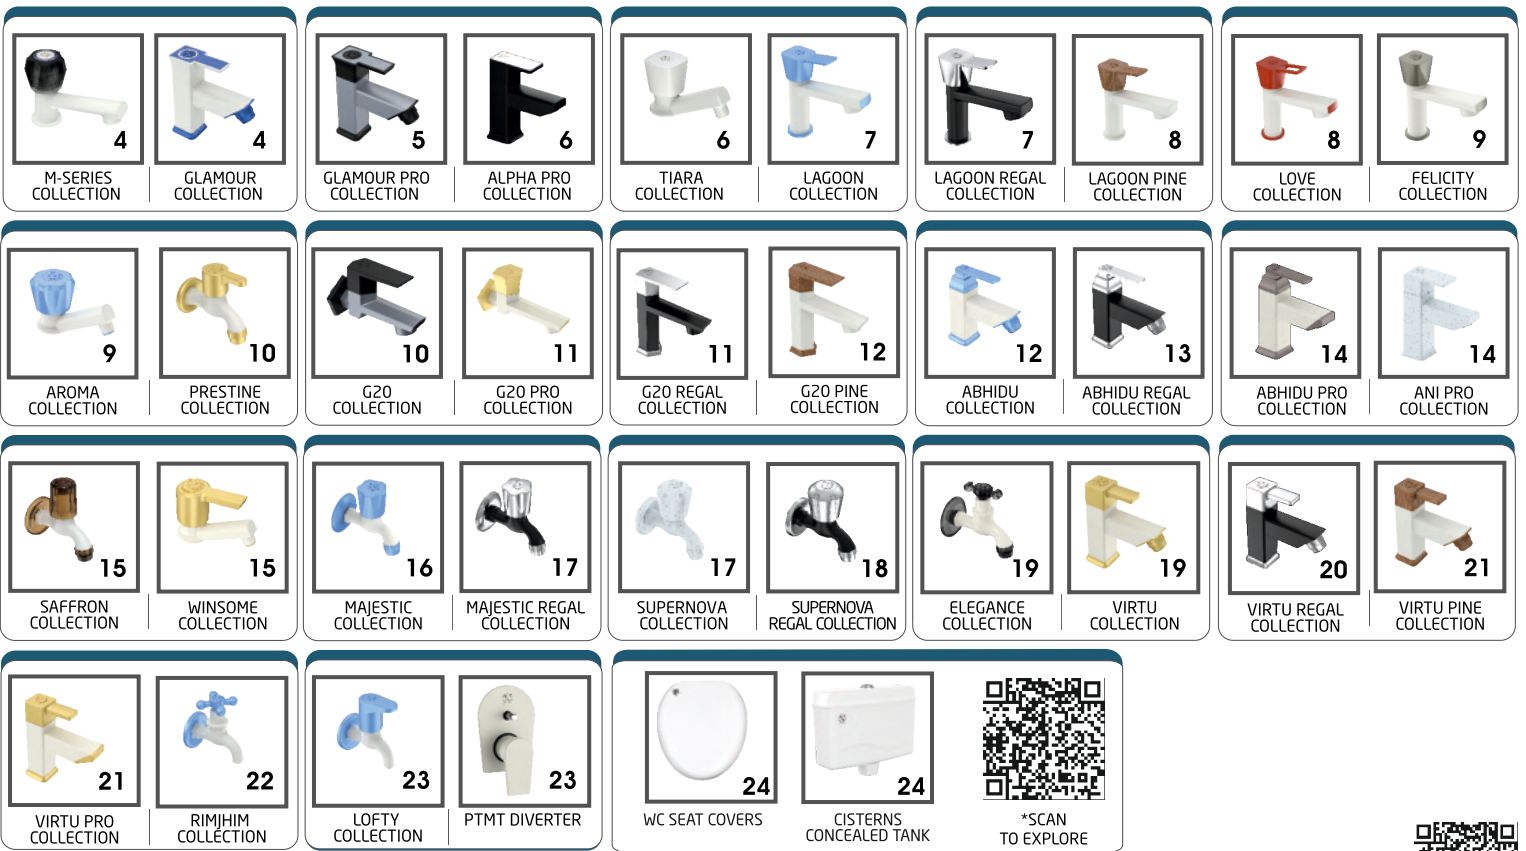 4
M-SERIES
COLLECTION
4
GLAMOUR
COLLECTION
5
GLAMOUR PRO
COLLECTION
6
ALPHA PRO
COLLECTION
6
TIARA
COLLECTION
7
LAGOON
COLLECTION
7
LAGOON REGAL
COLLECTION
8
LAGOON PINE
COLLECTION
8
LOVE
COLLECTION
9
FELICITY
COLLECTION
9
AROMA
COLLECTION
10
PRESTINE
COLLECTION
10
G20
COLLECTION
11
G20 PRO
COLLECTION
11
G20 REGAL
COLLECTION
12
G20 PINE
COLLECTION
12
ABHIDU
COLLECTION
13
ABHIDU REGAL
COLLECTION
14
ABHIDU PRO
COLLECTION
14
ANI PRO
COLLECTION
15
SAFFRON
COLLECTION
15
WINSOME
COLLECTION
16
MAJESTIC
COLLECTION
17
MAJESTIC REGAL
COLLECTION
17
SUPERNOVA
COLLECTION
18
SUPERNOVA
REGAL COLLECTION
19
ELEGANCE
COLLECTION
19
VIRTU
COLLECTION
20
VIRTU REGAL
COLLECTION
21
VIRTU PINE
COLLECTION
21
VIRTU PRO
COLLECTION
22
RIMJHIM
COLLECTION
23
LOFTY
COLLECTION
23
PTMT DIVERTER
24
WC SEAT COVERS
24
CISTERNS
CONCEALED TANK
*SCAN
TO EXPLORE